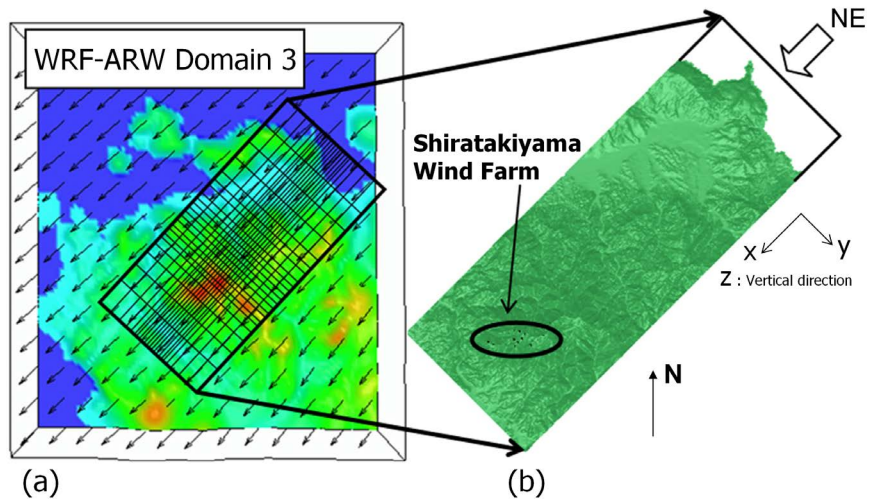 WRF-ARW Domain 3
NE
Shiratakiyama
Wind Farm
x
y
z : Vertical direction
N
(a)
(b)